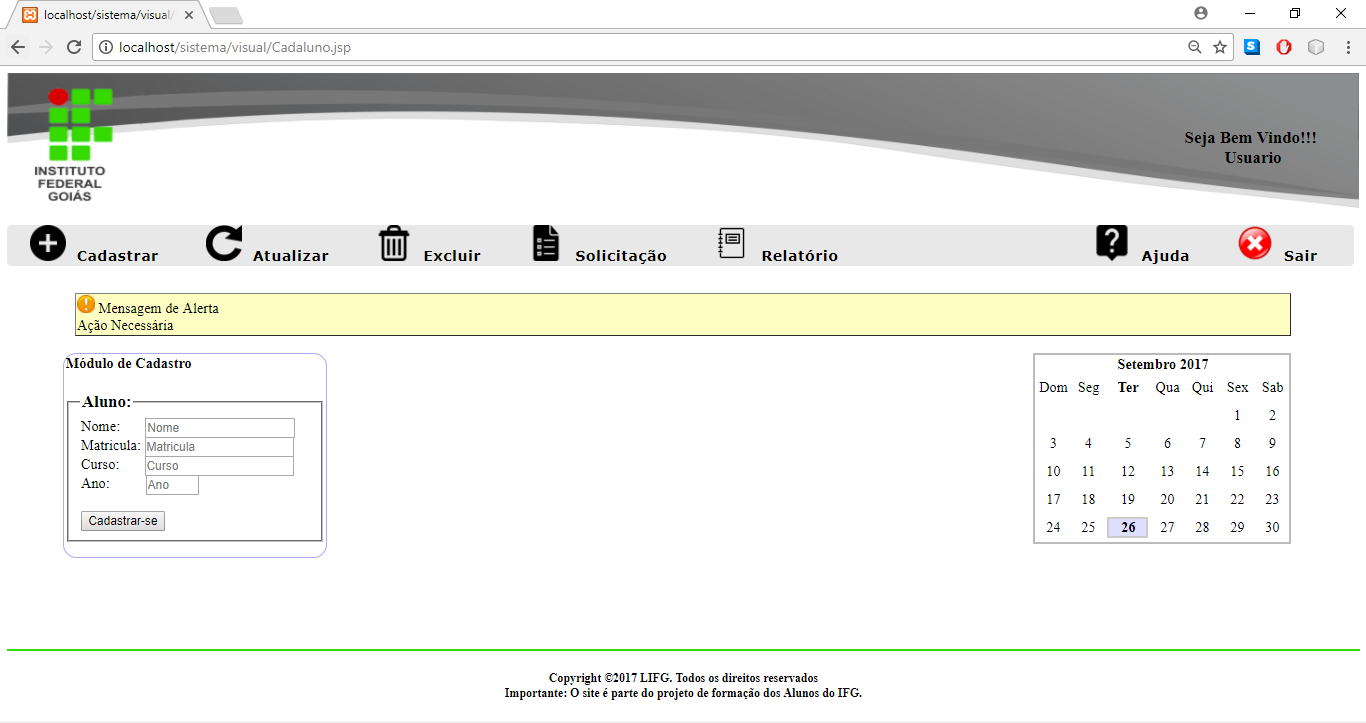 localhost/sistema/visual/
localhost/sistema/visual/Cadaluno.jsp
INSTITUTO
FEDERAL
GOIÁS
Seja Bem Vindo!!!
Usuario
Cadastrar Atualizar Excluir Solicitação Relatório Ajuda Sair
Mensagem de Alerta
Ação Necessária
Módulo de Cadastro
Aluno:
Nome: Nome
Matricula: Matricula
Curso: Curso
Ano: Ano
Cadastrar-se
Setembro 2017
Dom Seg Ter Qua Qui Sex Sab
1 2
3 4 5 6 7 8 9
10 11 12 13 14 15 16
17 18 19 20 21 22 23
24 25 26 27 28 29 30
Copyright ©2017 LIFG. Todos os direitos reservados
Importante: O site é parte do projeto de formação dos Alunos do IFG.